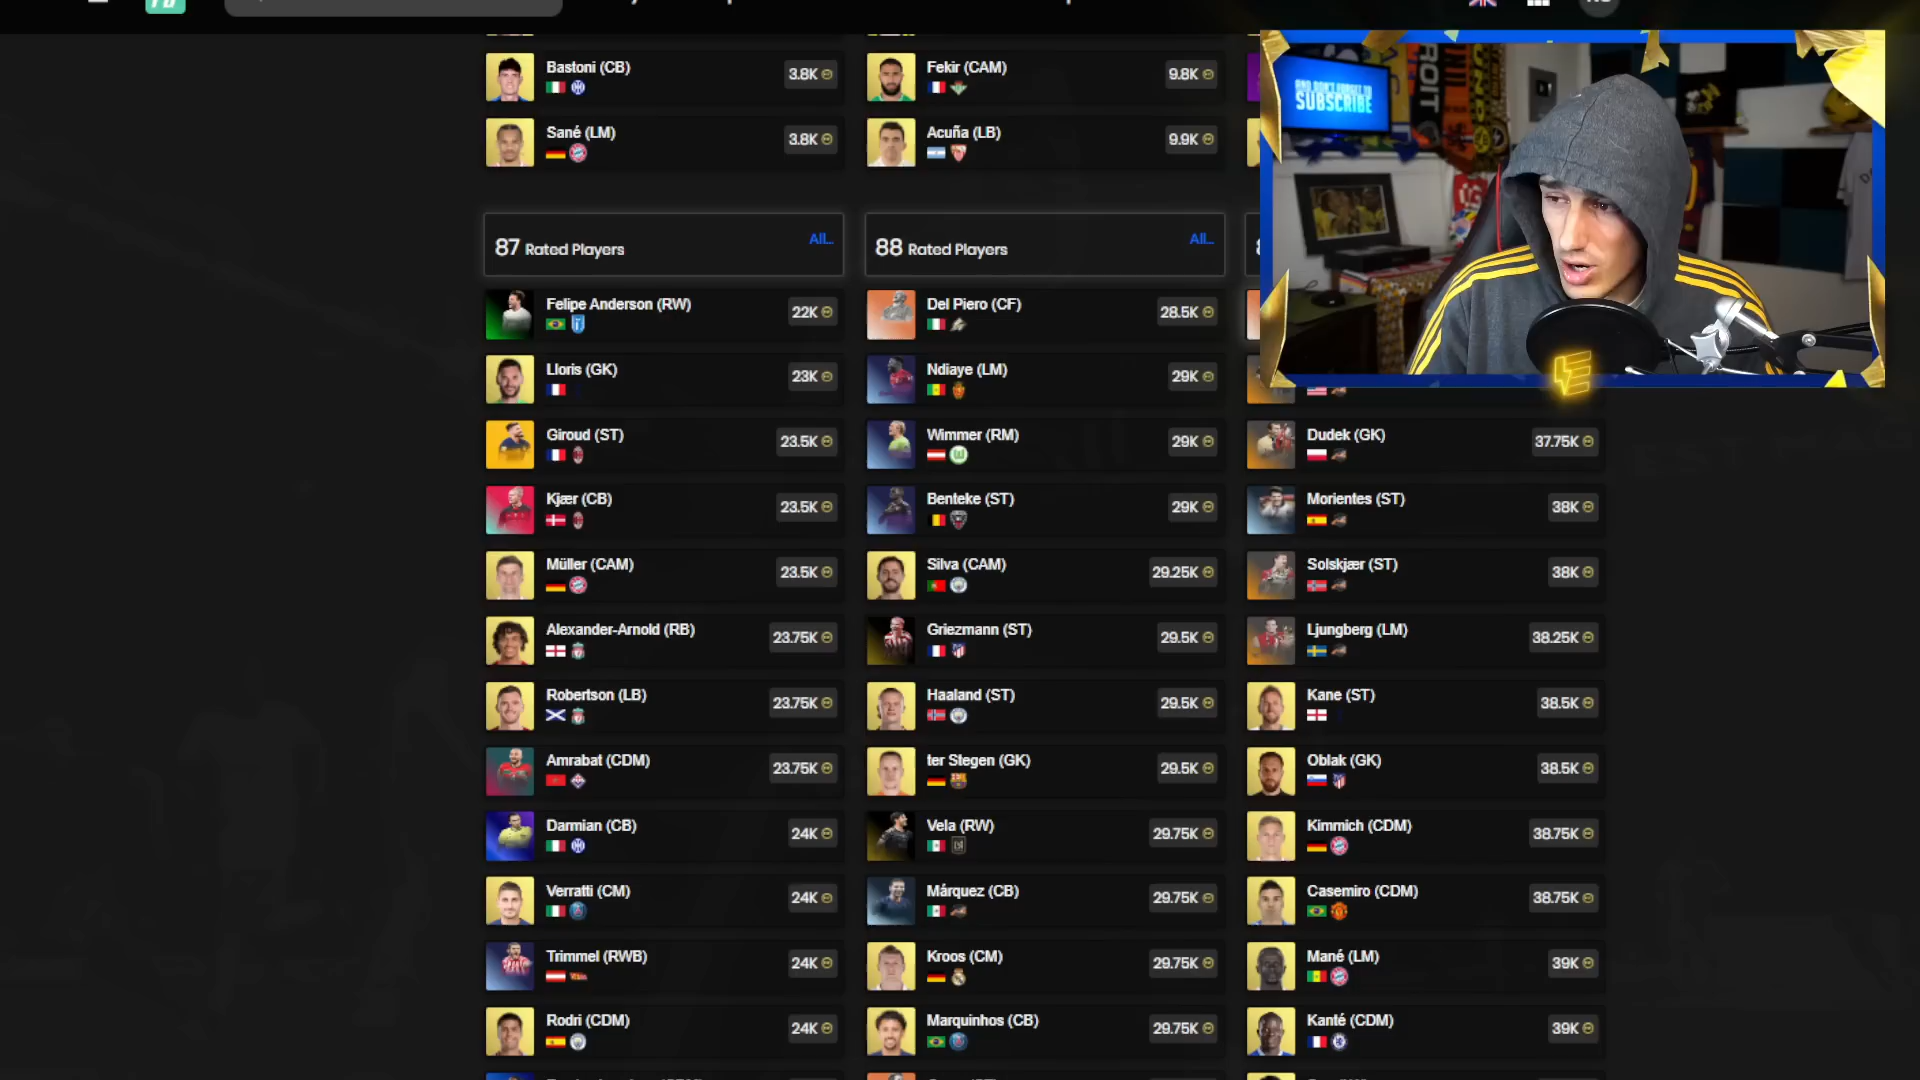 Bastoni (CB)
3.8K
Fekir (CAM)
9.8K
Sané (LM)
3.8K
Acuña (LB)
9.9K
AND DON'T FORGET TO
SUBSCRIBE
87 Rated Players
All...
88 Rated Players
All...
Felipe Anderson (RW)
22K
Lloris (GK)
23K
Giroud (ST)
23.5K
Kjær (CB)
23.5K
Müller (CAM)
23.5K
Alexander-Arnold (RB)
23.75K
Robertson (LB)
23.75K
Amrabat (CDM)
23.75K
Darmian (CB)
24K
Verratti (CM)
24K
Trimmel (RWB)
24K
Rodri (CDM)
24K
Del Piero (CF)
28.5K
Ndiaye (LM)
29K
Wimmer (RM)
29K
Benteke (ST)
29K
Silva (CAM)
29.25K
Griezmann (ST)
29.5K
Haaland (ST)
29.5K
ter Stegen (GK)
29.5K
Vela (RW)
29.75K
Márquez (CB)
29.75K
Kroos (CM)
29.75K
Marquinhos (CB)
29.75K
Dudek (GK)
37.75K
Morientes (ST)
38K
Solskjær (ST)
38K
Ljungberg (LM)
38.25K
Kane (ST)
38.5K
Oblak (GK)
38.5K
Kimmich (CDM)
38.75K
Casemiro (CDM)
38.75K
Mané (LM)
39K
Kanté (CDM)
39K